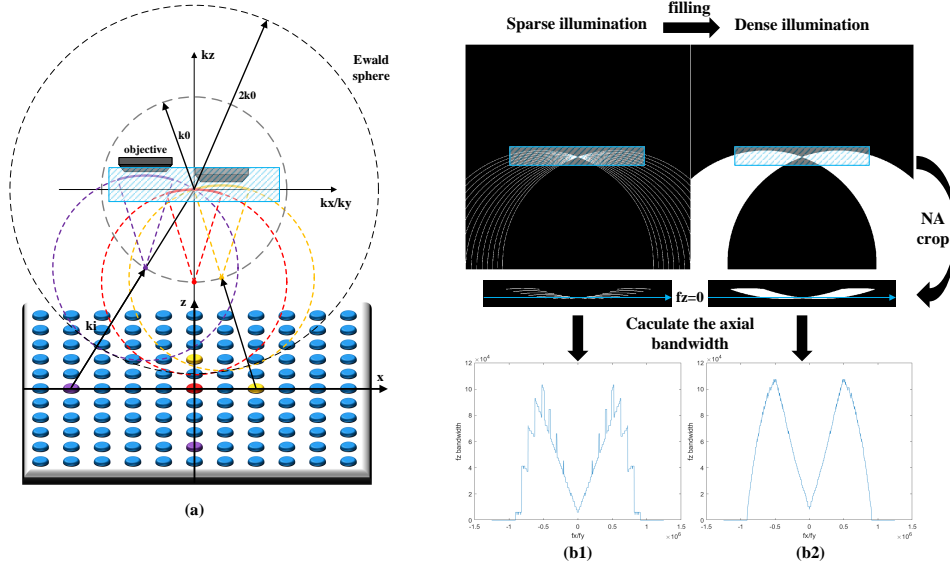 kz
2k0
Ewald
sphere
k0
objective
kx/ky
z
ki
x
(a)
filling
Sparse illumination
Dense illumination
NA
crop
fz=0
Caculate the axial
bandwidth
12 ×10⁴
10
8
6
4
2
0
fz bandwidth
-1.5 -1 -0.5 0 0.5 1 1.5
fx/fy ×10⁶
(b1)
12 ×10⁴
10
8
6
4
2
0
fz bandwidth
-1.5 -1 -0.5 0 0.5 1 1.5
fx/fy ×10⁶
(b2)